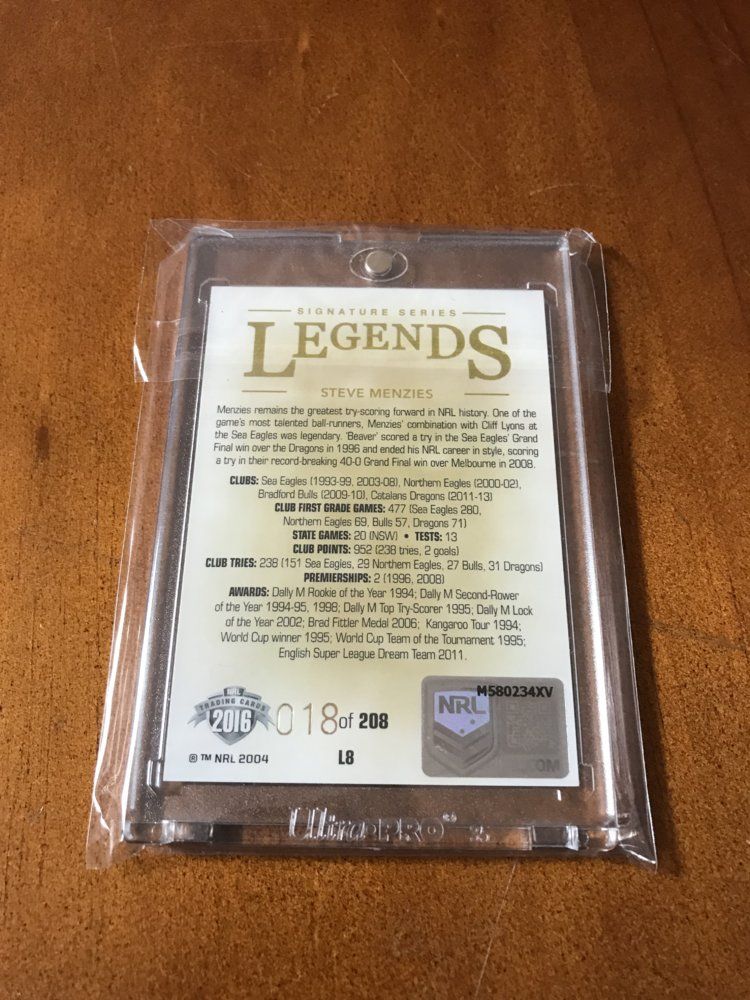 SIGNATURE SERIES
LEGENDS
STEVE MENZIES
Menzies remains the greatest try-scoring forward in NRL history. One of the
game's most talented ball-runners, Menzies' combination with Cliff Lyons at
the Sea Eagles was legendary. 'Beaver' scored a try in the Sea Eagles' Grand
Final win over the Dragons in 1996 and ended his NRL career in style, scoring
a try in their record-breaking 40-0 Grand Final win over Melbourne in 2008.
CLUBS: Sea Eagles (1993-99, 2003-08), Northern Eagles (2000-02),
Bradford Bulls (2009-10), Catalans Dragons (2011-13)
CLUB FIRST GRADE GAMES: 477 (Sea Eagles 280,
Northern Eagles 69, Bulls 57, Dragons 71)
STATE GAMES: 20 (NSW) • TESTS: 13
CLUB POINTS: 952 (238 tries, 2 goals)
CLUB TRIES: 238 (151 Sea Eagles, 29 Northern Eagles, 27 Bulls, 31 Dragons)
PREMIERSHIPS: 2 (1996, 2008)
AWARDS: Dally M Rookie of the Year 1994; Dally M Second-Rower
of the Year 1994-95, 1998; Dally M Top Try-Scorer 1995; Dally M Lock
of the Year 2002; Brad Fittler Medal 2006; Kangaroo Tour 1994;
World Cup winner 1995; World Cup Team of the Tournament 1995;
English Super League Dream Team 2011.
NRL
TRADING CARDS
2016
018 of 208
M580234XV
NRL
® ™ NRL 2004
L8
.COM
UltraPRO